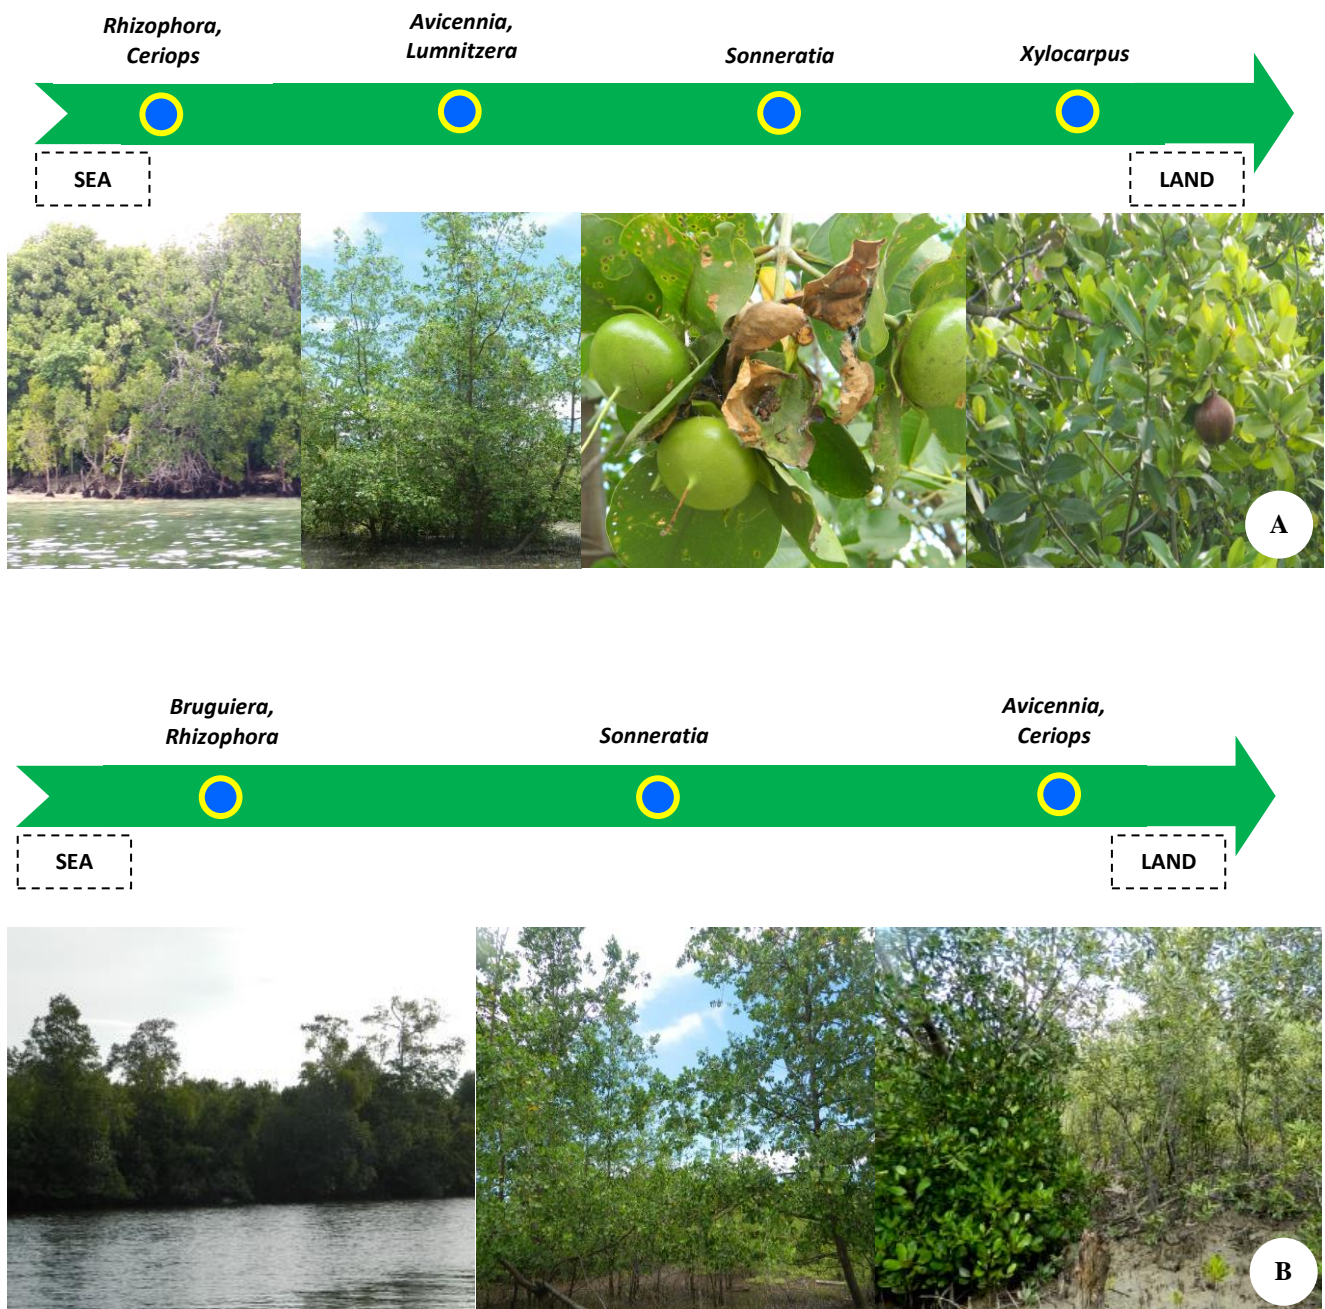 Rhizophora,
Ceriops
Avicennia,
Lumnitzera
Sonneratia
Xylocarpus
SEA
LAND
A
Bruguiera,
Rhizophora
Sonneratia
Avicennia,
Ceriops
SEA
LAND
B